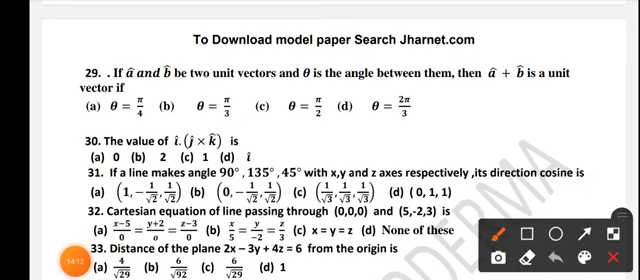 To Download model paper Search Jharnet.com
29. . If â and b̂ be two unit vectors and θ is the angle between them, then â + b̂ is a unit
vector if
(a) θ = π/4 (b) θ = π/3 (c) θ = π/2 (d) θ = 2π/3
30. The value of î. (ĵ × k̂) is
(a) 0 (b) 2 (c) 1 (d) î
31. If a line makes angle 90°, 135°, 45° with x,y and z axes respectively ,its direction cosine is
(a) (1, −1/√2, 1/√2) (b) (0, −1/√2, 1/√2) (c) (1/√3, 1/√3, 1/√3) (d) ( 0, 1, 1)
32. Cartesian equation of line passing through (0,0,0) and (5,-2,3) is
(a) x−5/0 = y+2/o = z−3/0 (b) x/5 = y/−2 = z/3 (c) x = y = z (d) None of these
33. Distance of the plane 2x − 3y + 4z = 6 from the origin is
(a) 4/√29 (b) 6/√92 (c) 6/√29 (d) 1
14:12